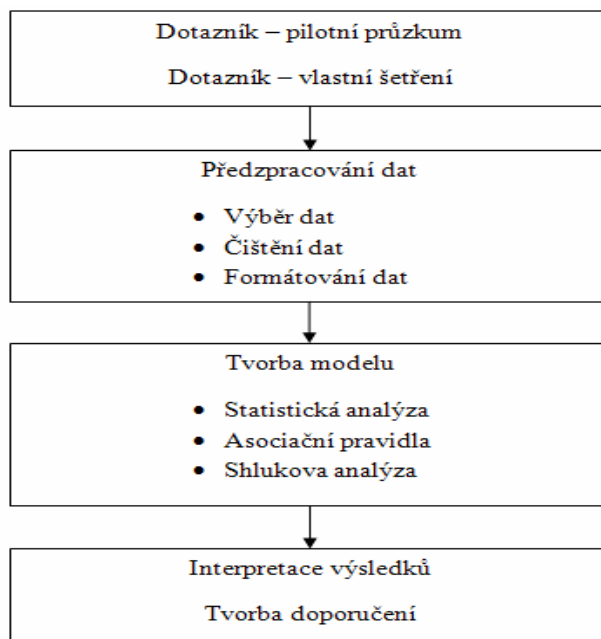 Dotazník – pilotní průzkum
Dotazník – vlastní šetření
Předzpracování dat
• Výběr dat
• Čištění dat
• Formátování dat
Tvorba modelu
• Statistická analýza
• Asociační pravidla
• Shlukova analýza
Interpretace výsledků
Tvorba doporučení